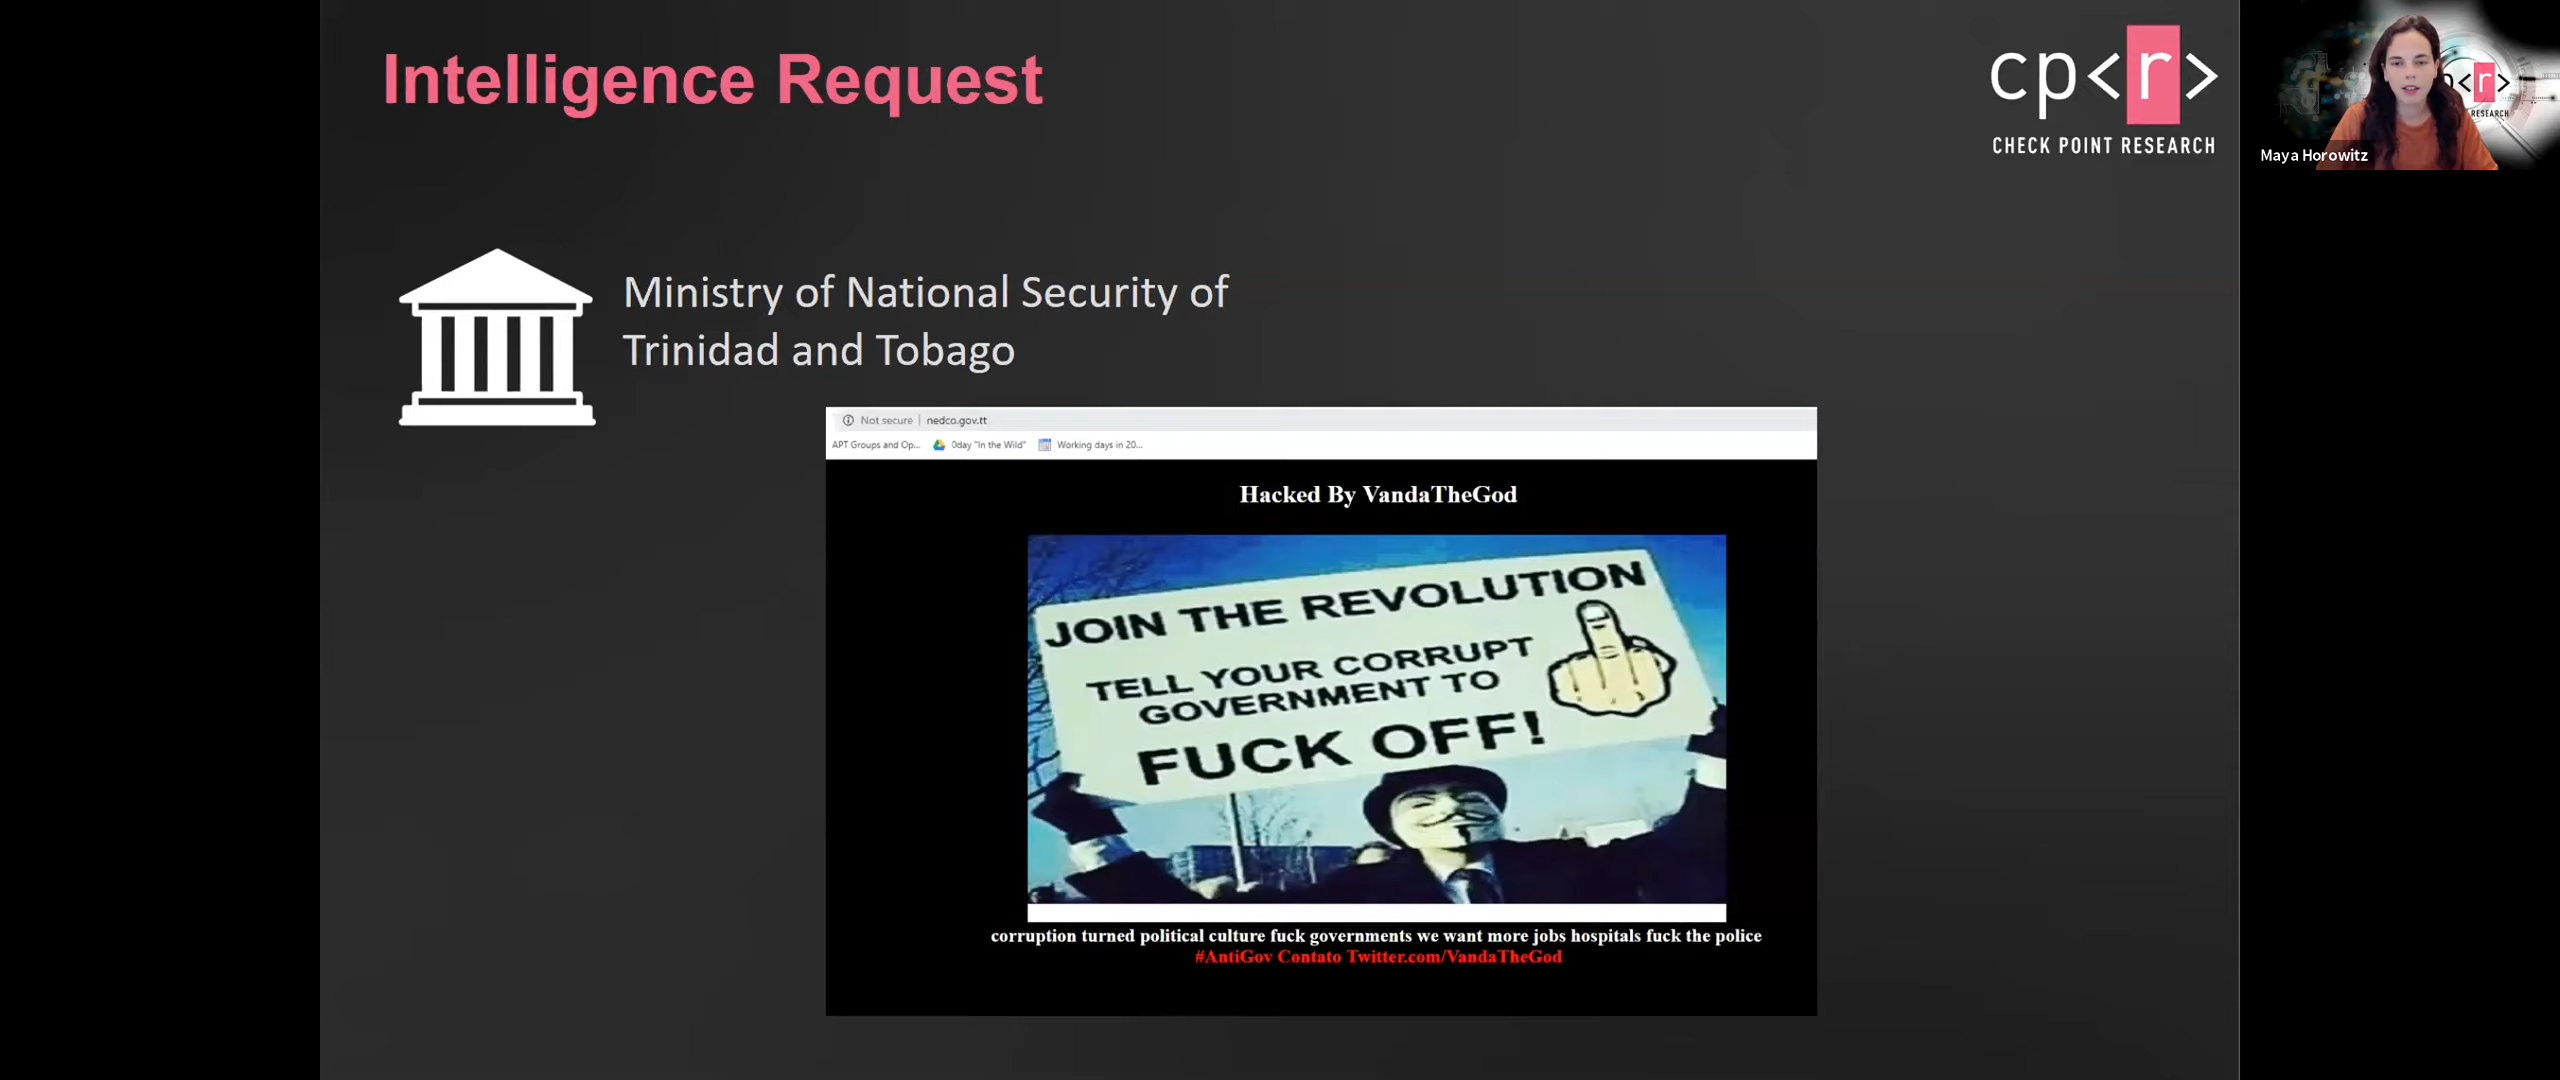 Intelligence Request
cp<r>
CHECK POINT RESEARCH
<r>
RESEARCH
Maya Horowitz
Ministry of National Security of
Trinidad and Tobago
Not secure | nedco.gov.tt
APT Groups and Op... 0day "In the Wild" Working days in 20...
Hacked By VandaTheGod
JOIN THE REVOLUTION
TELL YOUR CORRUPT
GOVERNMENT TO
FUCK OFF!
corruption turned political culture fuck governments we want more jobs hospitals fuck the police
#AntiGov Contato Twitter.com/VandaTheGod